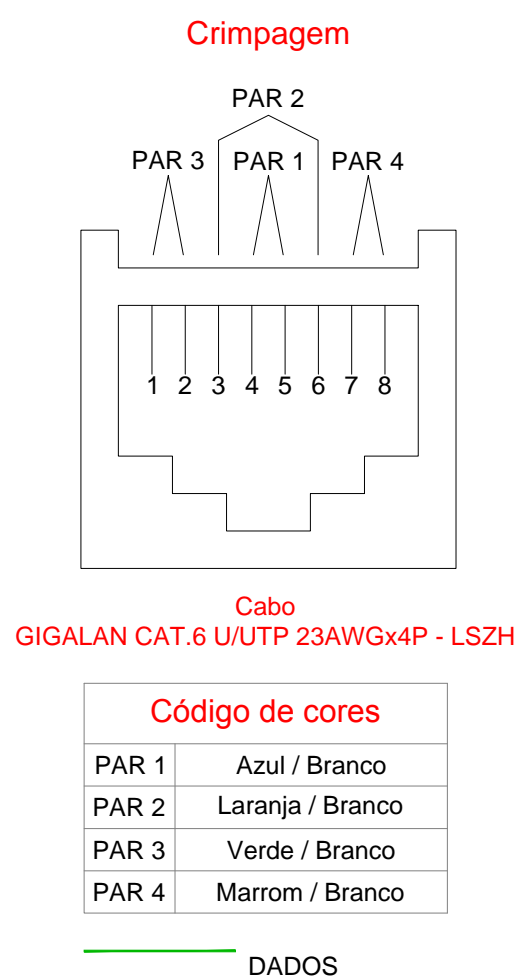 Crimpagem
PAR 2
PAR 3 PAR 1 PAR 4
1 2 3 4 5 6 7 8
Cabo
GIGALAN CAT.6 U/UTP 23AWGx4P - LSZH
Código de cores
PAR 1 Azul / Branco
PAR 2 Laranja / Branco
PAR 3 Verde / Branco
PAR 4 Marrom / Branco
DADOS